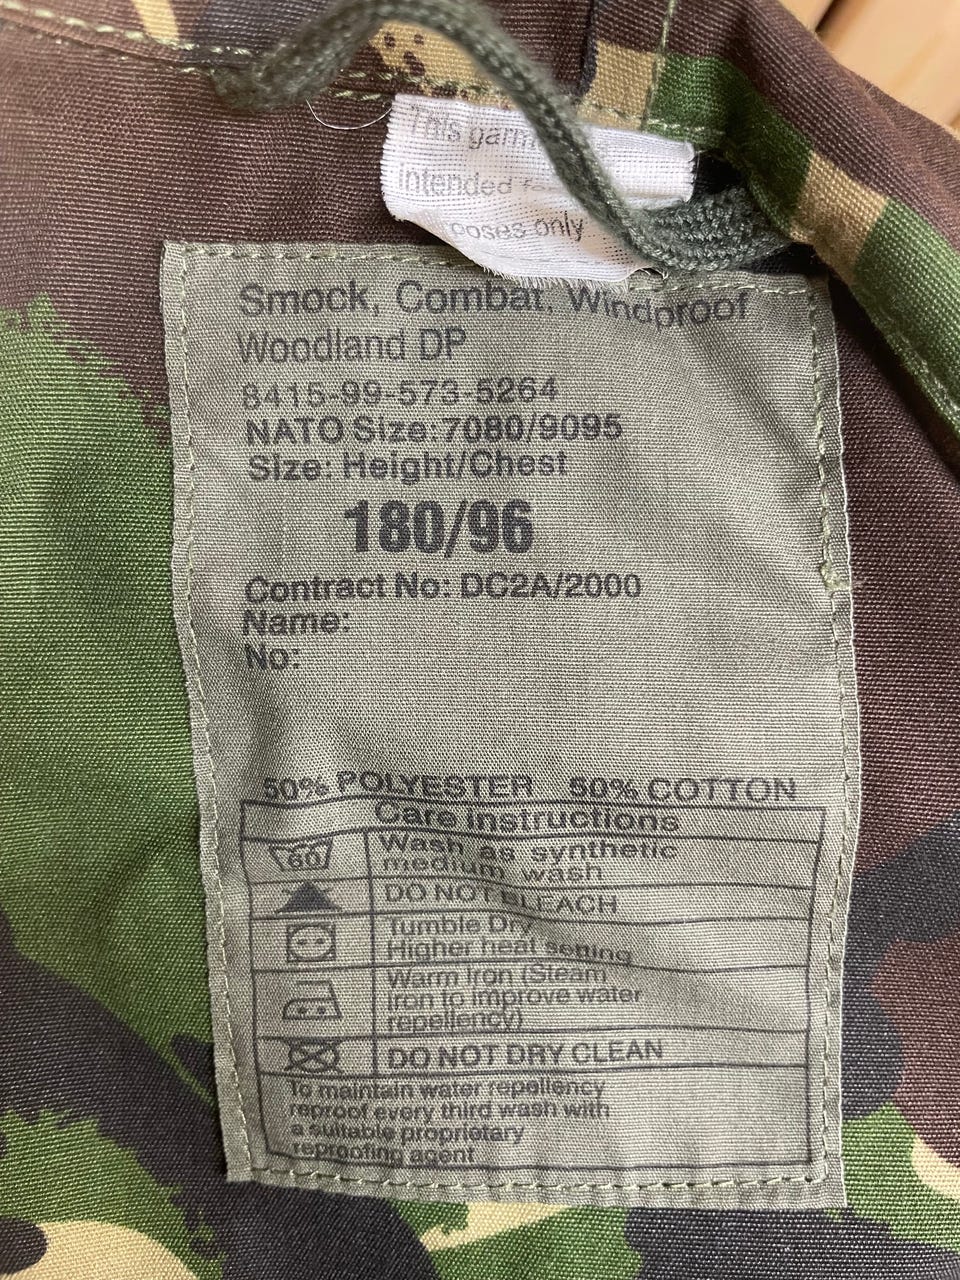 This garm
Intended
poses only
Smock, Combat, Windproof
Woodland DP
8415-99-573-5264
NATO Size:7080/9095
Size: Height/Chest
180/96
Contract No: DC2A/2000
Name:
No:
50% POLYESTER 50% COTTON
Care instructions
60
Wash as synthetic
medium wash
DO NOT BLEACH
Tumble Dry
Higher heat setting
Warm Iron (Steam
iron to improve water
repellency)
DO NOT DRY CLEAN
To maintain water repellency
reproof every third wash with
a suitable proprietary
reproofing agent